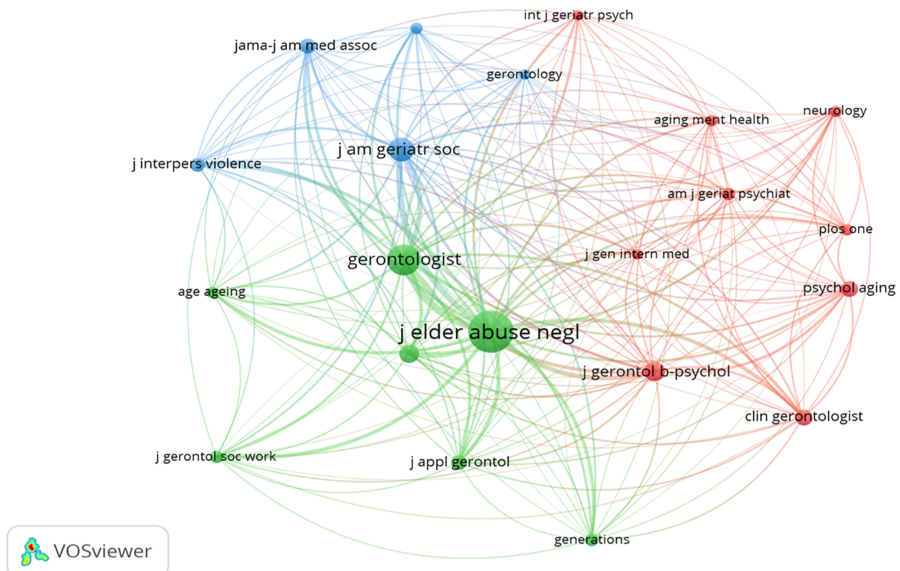 int j geriatr psych
jama-j am med assoc
gerontology
neurology
aging ment health
j am geriatr soc
j interpers violence
am j geriat psychiat
plos one
j gen intern med
gerontologist
psychol aging
age ageing
j elder abuse negl
j gerontol b-psychol
clin gerontologist
j gerontol soc work
j appl gerontol
generations
VOSviewer